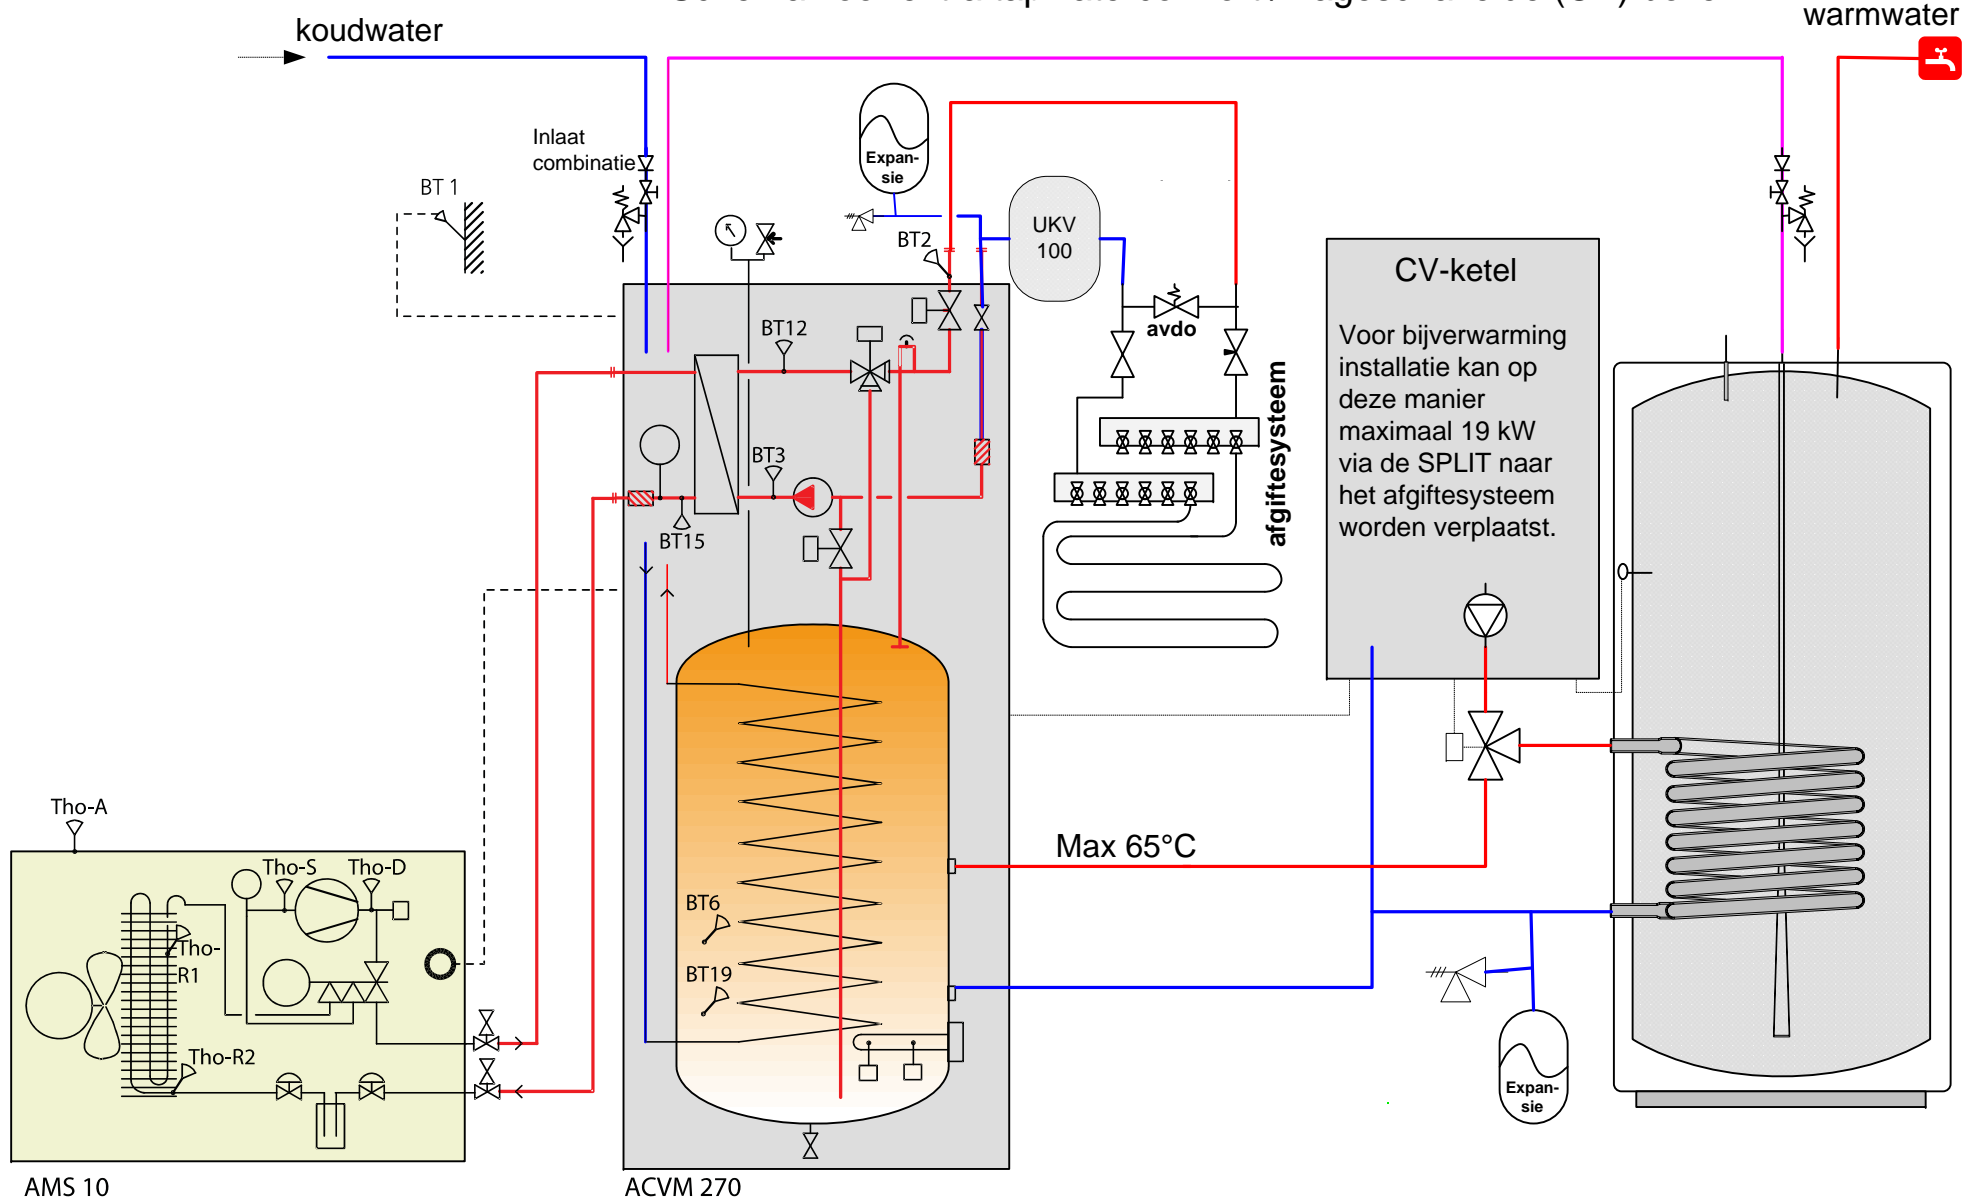 koudwater
warmwater
Inlaat
combinatie
BT 1
Expan-
sie
BT2
UKV
100
avdo
afgiftesysteem
CV-ketel
Voor bijverwarming
installatie kan op
deze manier
maximaal 19 kW
via de SPLIT naar
het afgiftesysteem
worden verplaatst.
BT12
BT3
BT15
Max 65°C
BT6
BT19
Tho-A
Tho-S
Tho-D
Tho-
R1
Tho-R2
Expan-
sie
AMS 10
ACVM 270